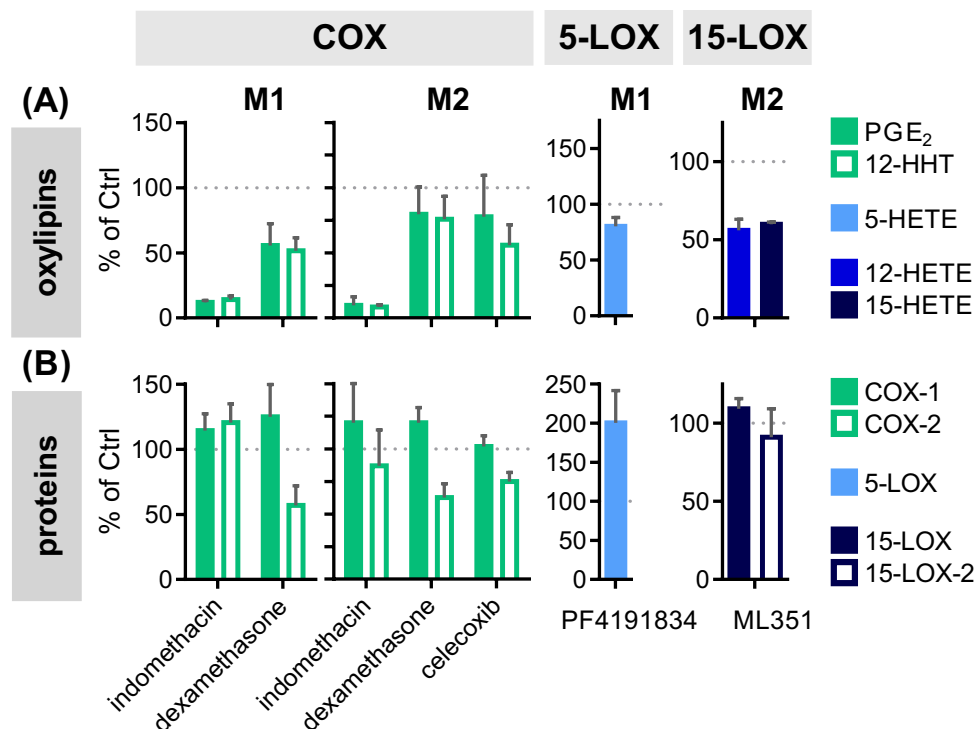 COX 5-LOX 15-LOX
(A) M1 M2 M1 M2
oxylipins
% of Ctrl
150
100
50
0
150
100
50
0
100
50
0
PGE₂
12-HHT
5-HETE
12-HETE
15-HETE
(B)
proteins
% of Ctrl
150
100
50
0
250
200
150
100
50
0
100
50
0
COX-1
COX-2
5-LOX
15-LOX
15-LOX-2
indomethacin
dexamethasone
indomethacin
dexamethasone
celecoxib
PF4191834 ML351